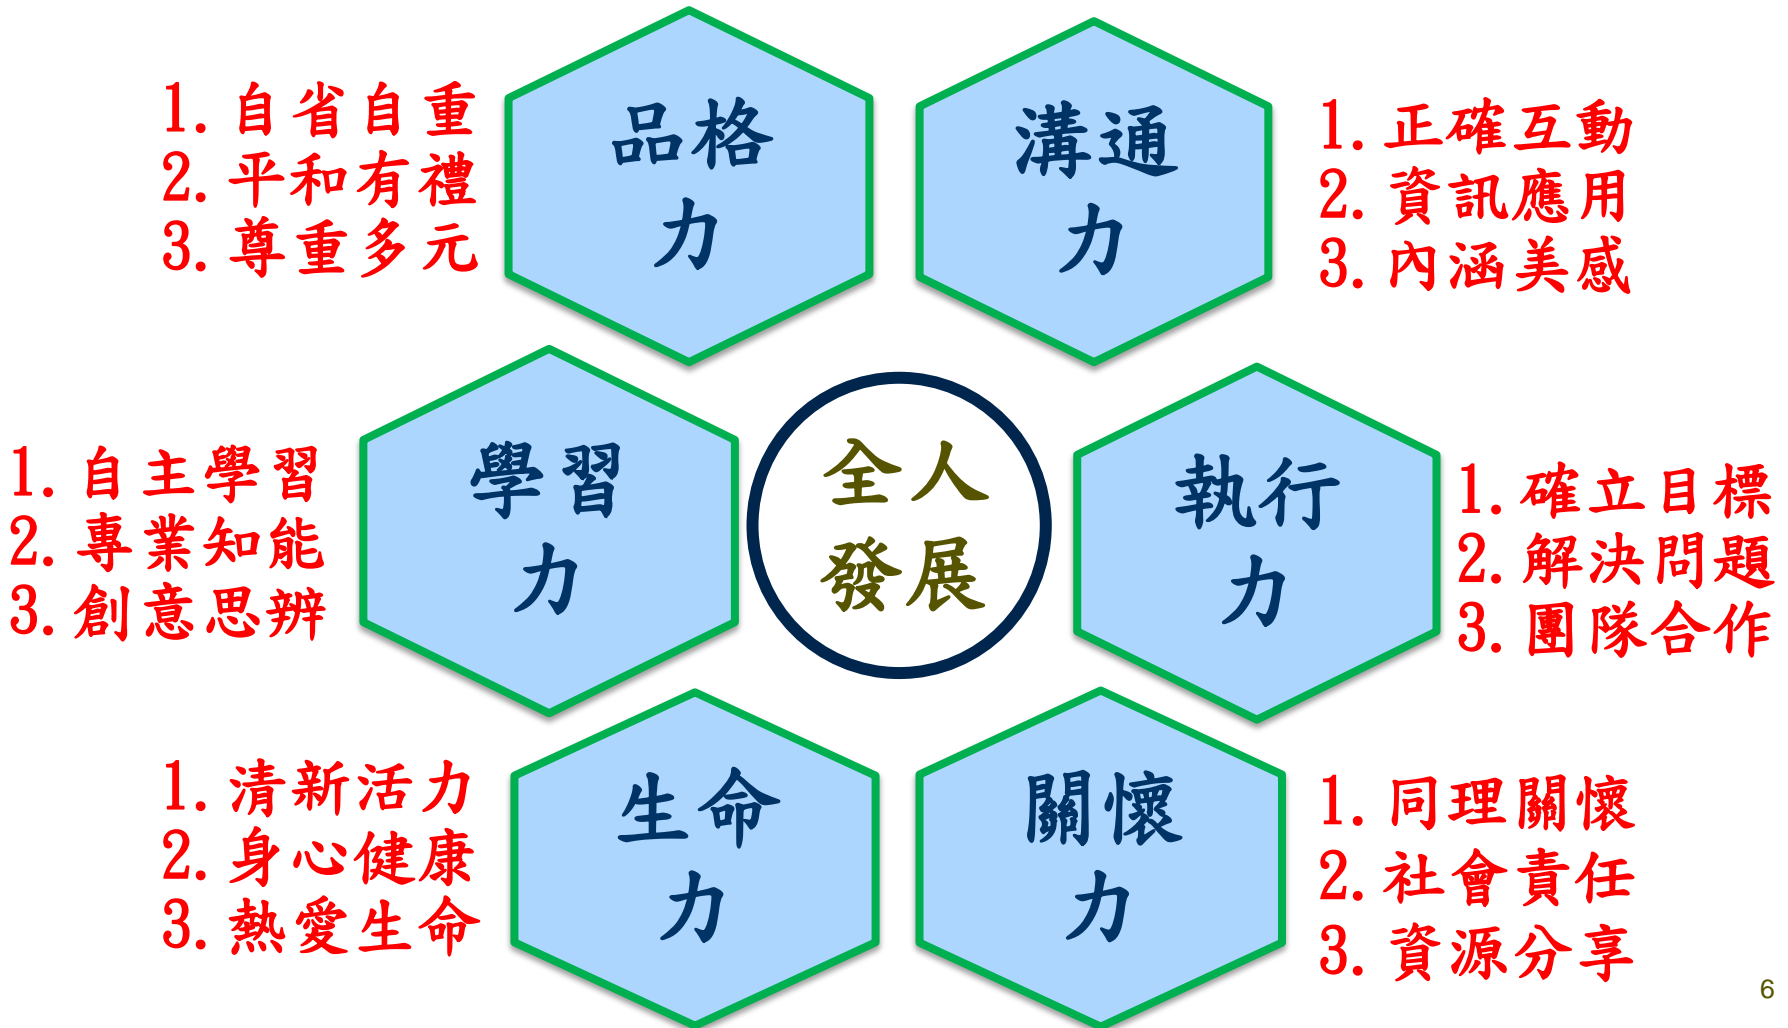 1.自省自重
2.平和有禮
3.尊重多元
品格
力
溝通
力
1.正確互動
2.資訊應用
3.內涵美感
1.自主學習
2.專業知能
3.創意思辨
學習
力
全人
發展
執行
力
1.確立目標
2.解決問題
3.團隊合作
1.清新活力
2.身心健康
3.熱愛生命
生命
力
關懷
力
1.同理關懷
2.社會責任
3.資源分享
6